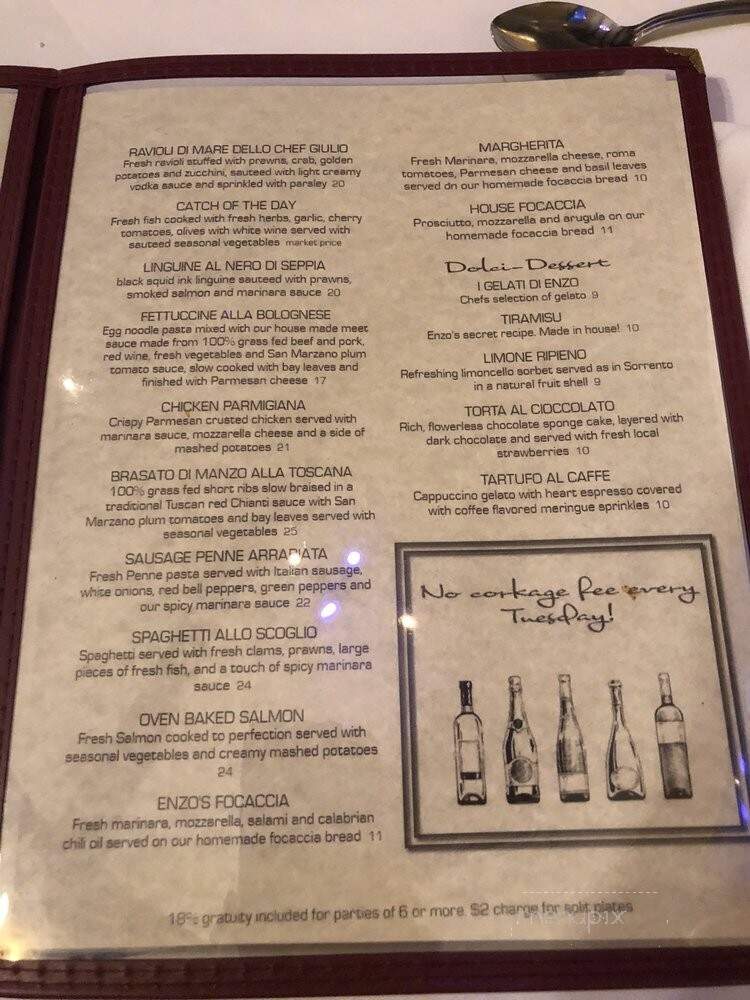 RAVIOLI DI MARE DELLO CHEF GIULIO
Fresh ravioli stuffed with prawns, crab, golden
potatoes and zucchini, sauteed with light creamy
vodka sauce and sprinkled with parsley 20
CATCH OF THE DAY
Fresh fish cooked with fresh herbs, garlic, cherry
tomatoes, olives with white wine served with
sauteed seasonal vegetables market price
LINGUINE AL NERO DI SEPPIA
black squid ink linguine sauteed with prawns,
smoked salmon and marinara sauce 20
FETTUCCINE ALLA BOLOGNESE
Egg noodle pasta mixed with our house made meet
sauce made from 100% grass fed beef and pork,
red wine, fresh vegetables and San Marzano plum
tomato sauce, slow cooked with bay leaves and
finished with Parmesan cheese 17
CHICKEN PARMIGIANA
Crispy Parmesan crusted chicken served with
marinara sauce, mozzarella cheese and a side of
mashed potatoes 21
BRASATO DI MANZO ALLA TOSCANA
100% grass fed short ribs slow braised in a
traditional Tuscan red Chianti sauce with San
Marzano plum tomatoes and bay leaves served with
seasonal vegetables 25
SAUSAGE PENNE ARRABIATA
Fresh Penne pasta served with Italian sausage,
white onions, red bell peppers, green peppers and
our spicy marinara sauce 22
SPAGHETTI ALLO SCOGLIO
Spaghetti served with fresh clams, prawns, large
pieces of fresh fish, and a touch of spicy marinara
sauce 24
OVEN BAKED SALMON
Fresh Salmon cooked to perfection served with
seasonal vegetables and creamy mashed potatoes
24
ENZO'S FOCACCIA
Fresh marinara, mozzarella, salami and calabrian
chili oil served on our homemade focaccia bread 11
MARGHERITA
Fresh Marinara, mozzarella cheese, roma
tomatoes, Parmesan cheese and basil leaves
served on our homemade focaccia bread 10
HOUSE FOCACCIA
Prosciutto, mozzarella and arugula on our
homemade focaccia bread 11
Dolci-Dessert
I GELATI DI ENZO
Chefs selection of gelato 9
TIRAMISU
Enzo's secret recipe. Made in house! 10
LIMONE RIPIENO
Refreshing limoncello sorbet served as in Sorrento
in a natural fruit shell 9
TORTA AL CIOCCOLATO
Rich, flowerless chocolate sponge cake, layered with
dark chocolate and served with fresh local
strawberries 10
TARTUFO AL CAFFE
Cappuccino gelato with heart espresso covered
with coffee flavored meringue sprinkles 10
No corkage fee every
Tuesday!
18% gratuity included for parties of 6 or more. $2 charge for split plates